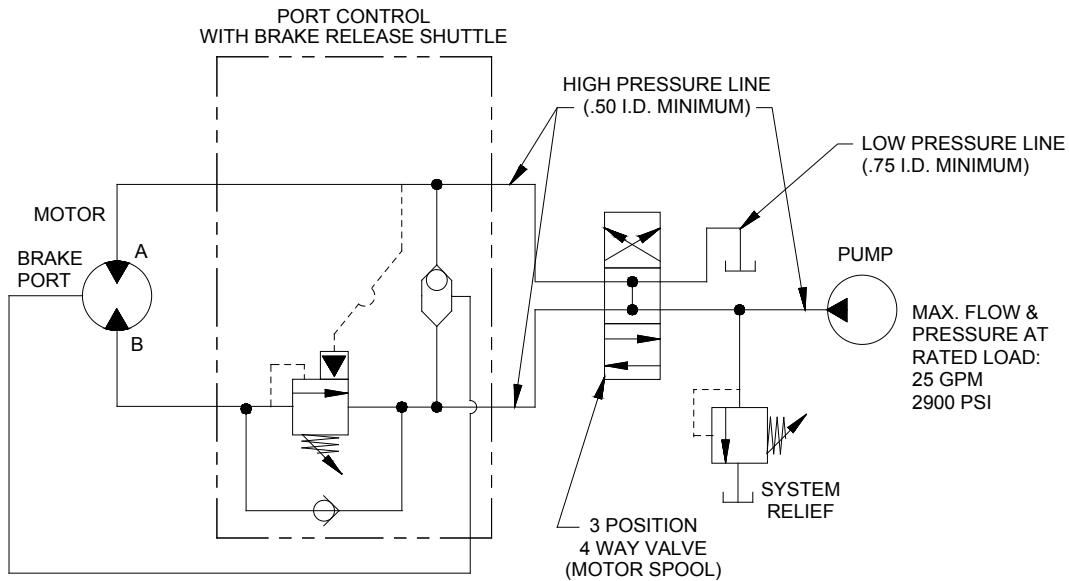 PORT CONTROL
WITH BRAKE RELEASE SHUTTLE
HIGH PRESSURE LINE
(.50 I.D. MINIMUM)
LOW PRESSURE LINE
(.75 I.D. MINIMUM)
MOTOR
A
BRAKE
PORT
B
PUMP
MAX. FLOW &
PRESSURE AT
RATED LOAD:
25 GPM
2900 PSI
SYSTEM
RELIEF
3 POSITION
4 WAY VALVE
(MOTOR SPOOL)